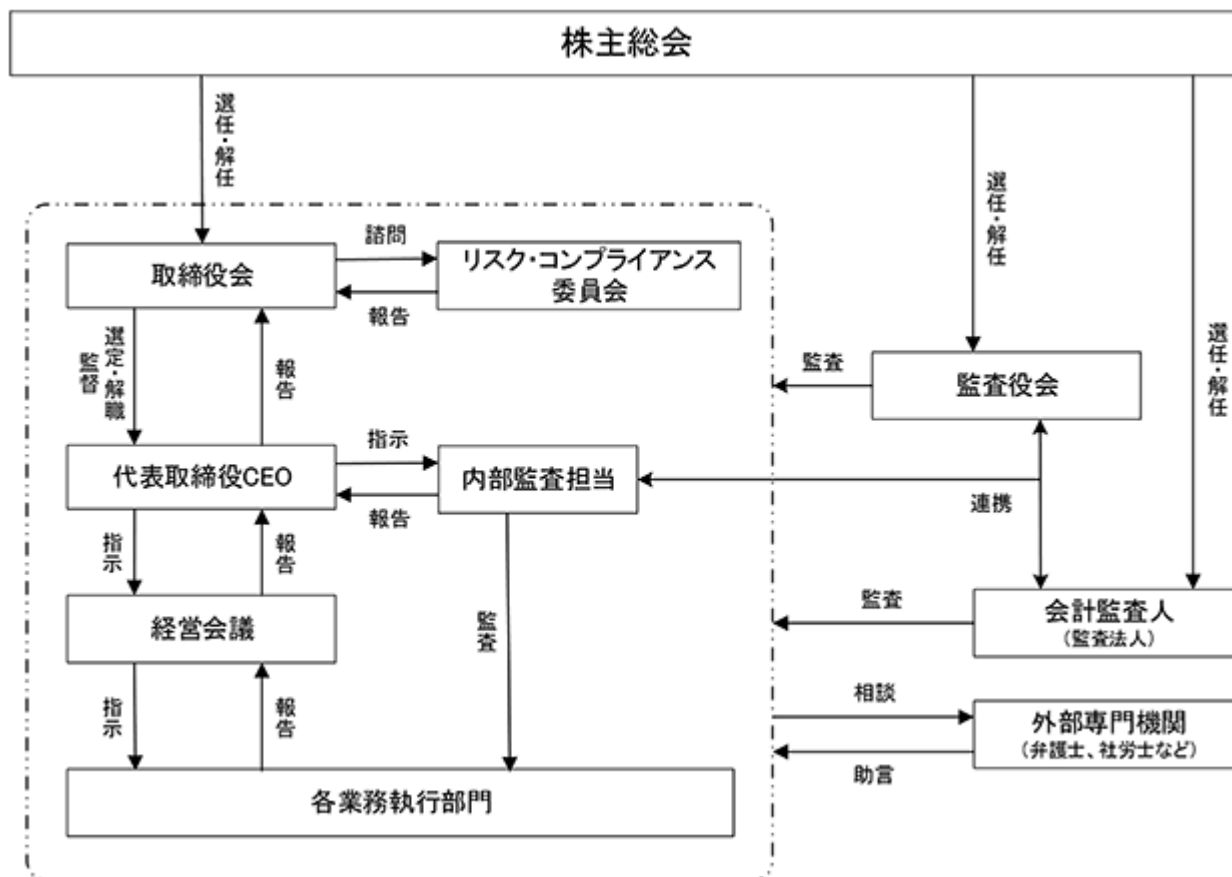 株主総会
選任・解任
選任・解任
選任・解任
取締役会
諮問
報告
リスク・コンプライアンス
委員会
選定・解職
監督
報告
監査
監査役会
代表取締役CEO
指示
報告
内部監査担当
連携
指示
報告
経営会議
監査
監査
会計監査人
(監査法人)
指示
報告
相談
助言
外部専門機関
(弁護士、社労士など)
各業務執行部門